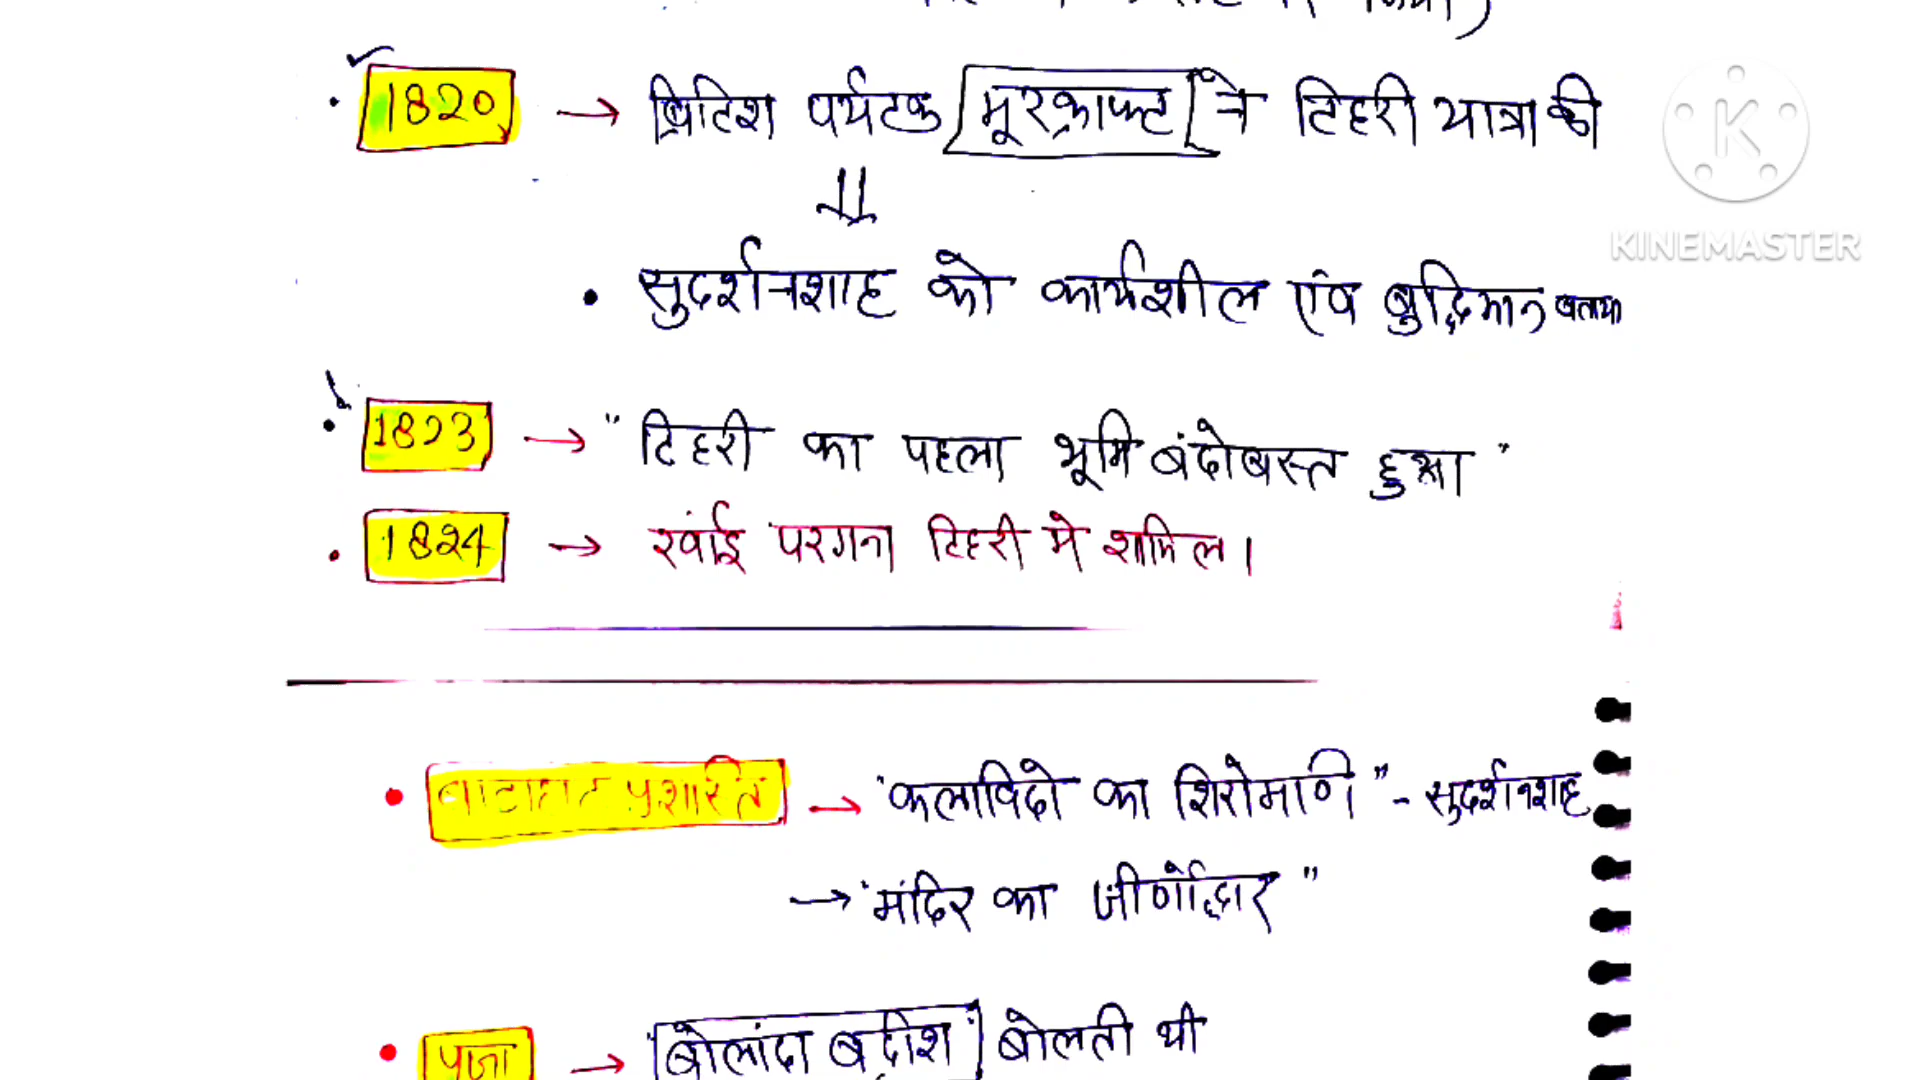 • 1820 → ब्रिटिश पर्यटक मूरक्राफ्ट ने टिहरी यात्रा की
• सुदर्शनशाह को कार्यशील एंव बुद्धिमान बताया
• 1823 → "टिहरी का पहला भूमि बंदोबस्त हुआ"
• 1824 → रवांई परगना टिहरी मे शामिल।
• प्रशस्ति → "कलाविदो का शिरोमणि" - सुदर्शनशाह
→ "मंदिर का जीर्णोद्धार"
• प्रजा → बोलांदा बद्रीश बोलती थी
KINEMASTER